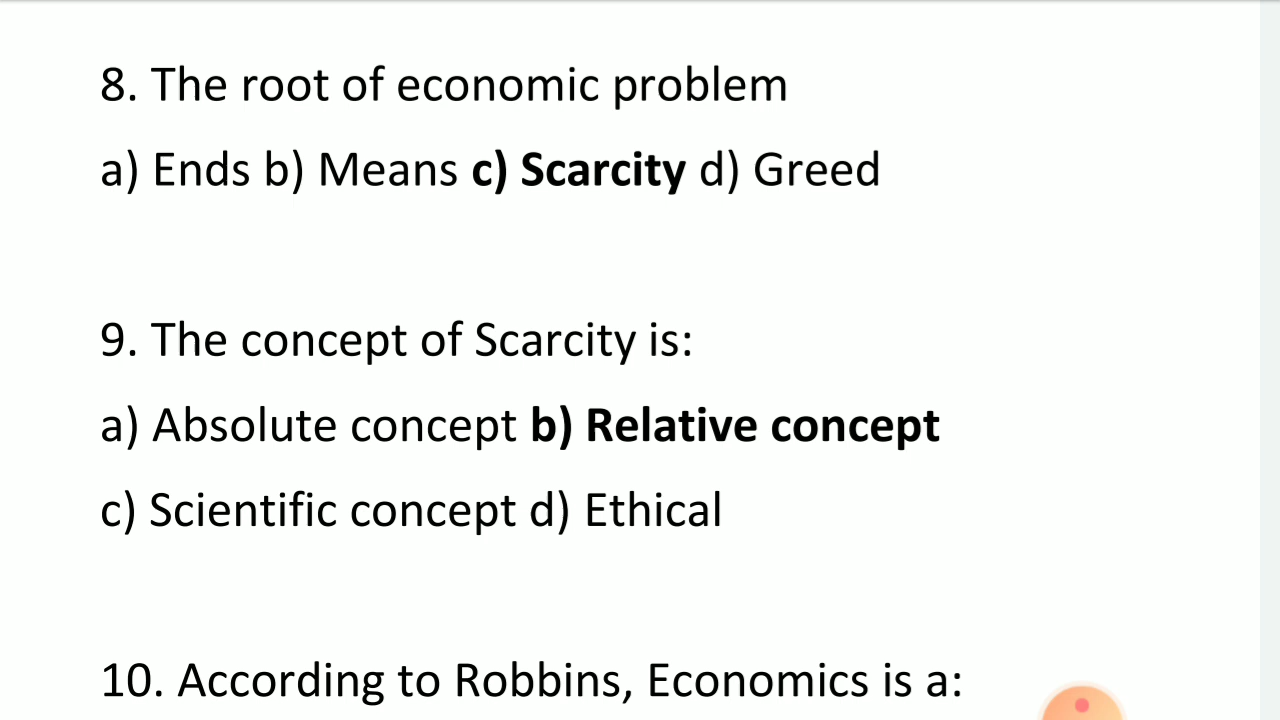 8. The root of economic problem
a) Ends b) Means c) Scarcity d) Greed
9. The concept of Scarcity is:
a) Absolute concept b) Relative concept
c) Scientific concept d) Ethical
10. According to Robbins, Economics is a: